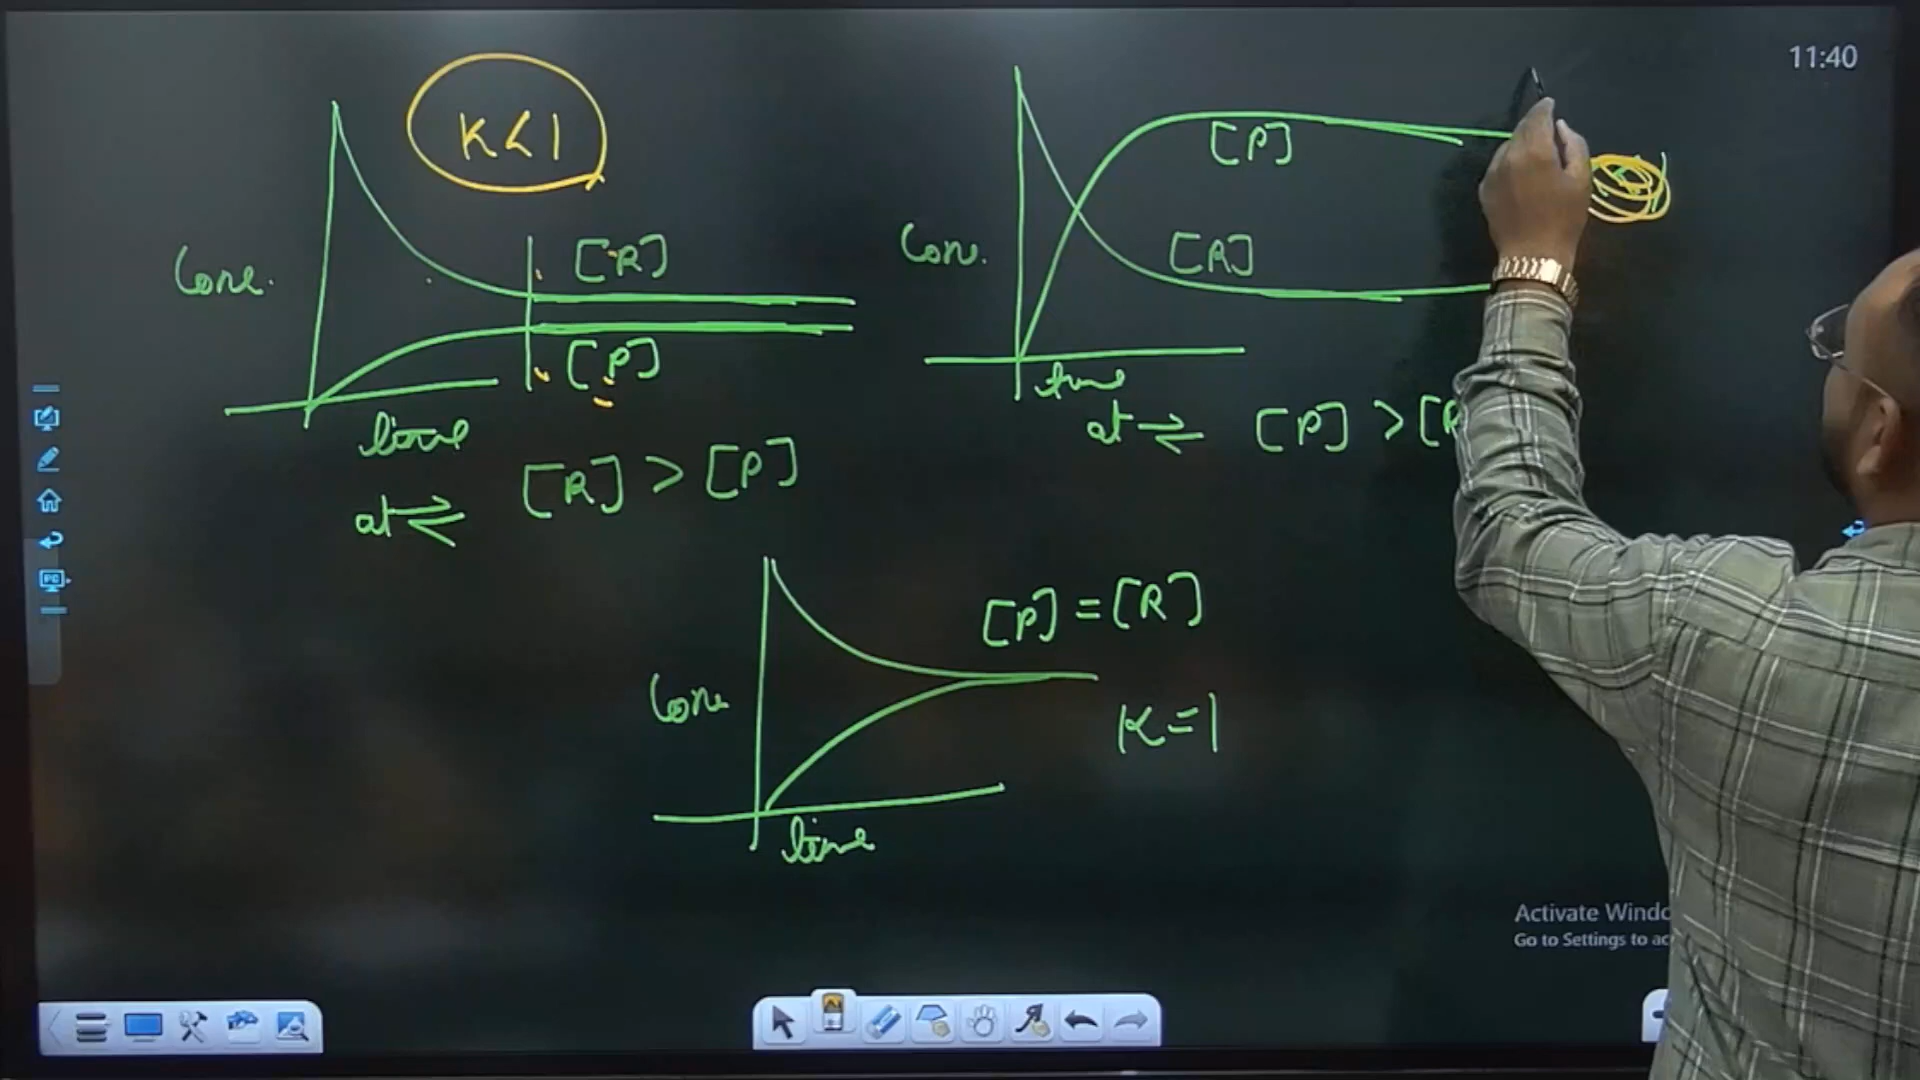 11:40
K<1
[P]
[R]
Conc.
[R]
Conc.
[P]
time
at ⇌ [P] >
time
[R] > [P]
at ⇌
[P] = [R]
Conc.
K=1
time
Activate Windo
Go to Settings to ac
PC